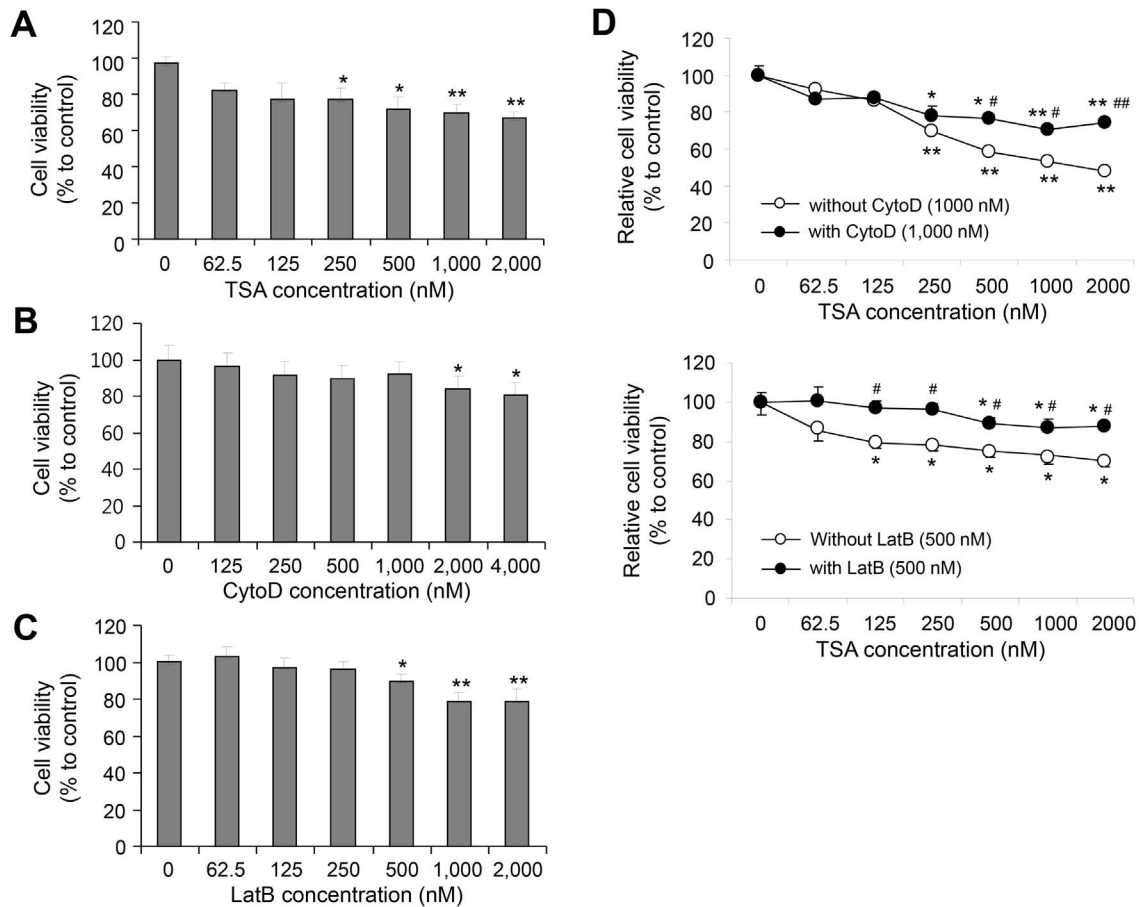 A
Cell viability
(% to control)
120
100
80
60
40
20
0
* * ** **
0 62.5 125 250 500 1,000 2,000
TSA concentration (nM)
B
Cell viability
(% to control)
120
100
80
60
40
20
0
* *
0 125 250 500 1,000 2,000 4,000
CytoD concentration (nM)
C
Cell viability
(% to control)
120
100
80
60
40
20
0
* ** **
0 62.5 125 250 500 1,000 2,000
LatB concentration (nM)
D
Relative cell viability
(% to control)
120
100
80
60
40
20
0
* * # ** # ** ##
** ** ** **
without CytoD (1000 nM)
with CytoD (1,000 nM)
0 62.5 125 250 500 1000 2000
TSA concentration (nM)
Relative cell viability
(% to control)
120
100
80
60
40
20
0
# # * # * # * #
* * * * *
Without LatB (500 nM)
with LatB (500 nM)
0 62.5 125 250 500 1000 2000
TSA concentration (nM)